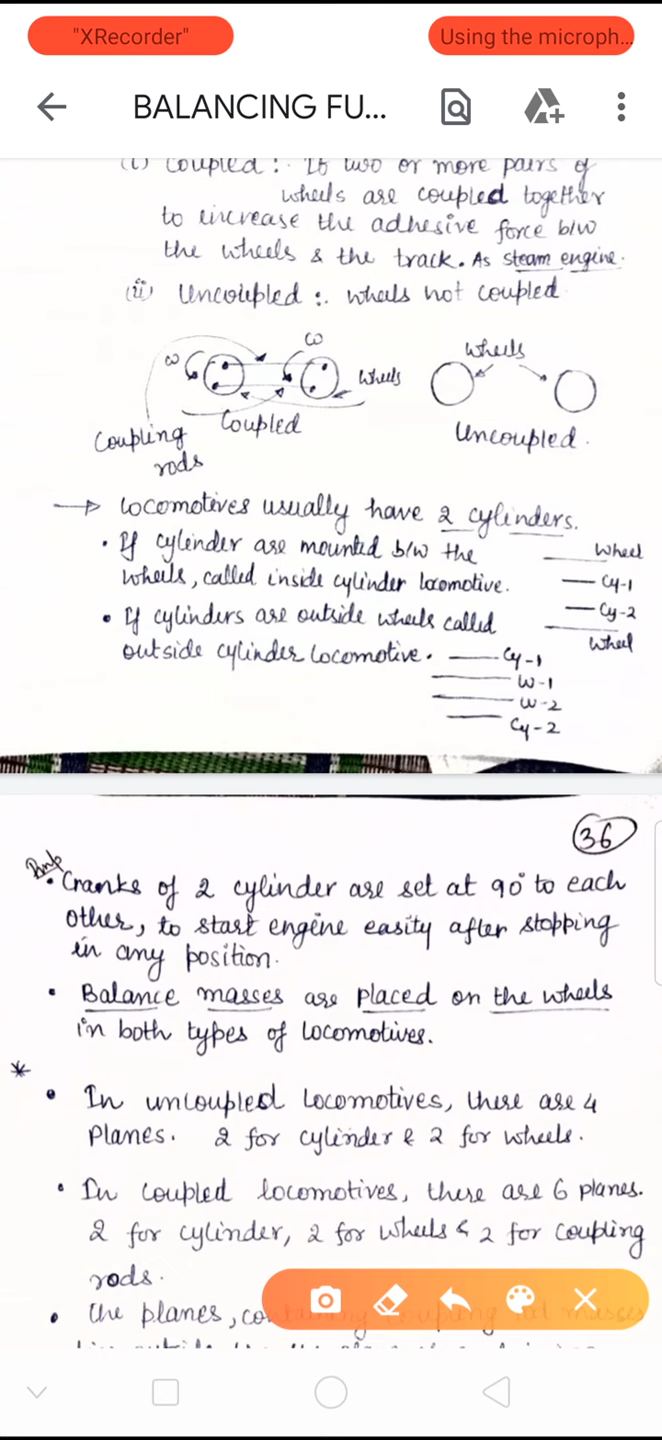 "XRecorder"
Using the microph...
BALANCING FU...
(i) Coupled :. If two or more pairs of
wheels are coupled together
to increase the adhesive force b/w
the wheels & the track. As steam engine.
(ii) Uncoupled :. wheels not coupled
ω
ω
wheels
wheels
Coupled
Coupling
rods
Uncoupled.
→ Locomotives usually have 2 cylinders.
• If cylinder are mounted b/w the
wheels, called inside cylinder locomotive.
wheel
Cy-1
Cy-2
wheel
• If cylinders are outside wheels called
outside cylinder locomotive.
Cy-1
W-1
W-2
Cy-2
36
• Cranks of 2 cylinder are set at 90° to each
other, to start engine easity after stopping
in any position.
• Balance masses are placed on the wheels
in both types of locomotives.
*
• In uncoupled locomotives, there are 4
Planes. 2 for cylinder & 2 for wheels.
• In coupled locomotives, there are 6 planes.
2 for cylinder, 2 for wheels & 2 for coupling
rods.
• The planes, masses